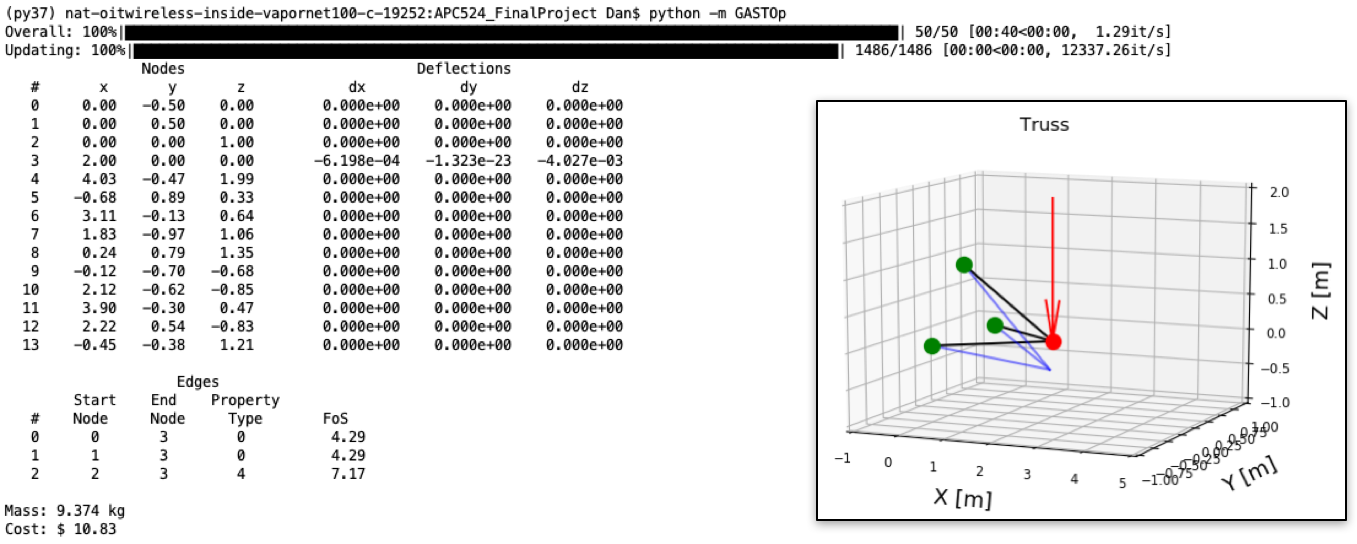 (py37) nat-oitwireless-inside-vapornet100-c-19252:APC524_FinalProject Dan$ python -m GASTOp
Overall: 100%| | 50/50 [00:40<00:00, 1.29it/s]
Updating: 100%| | 1486/1486 [00:00<00:00, 12337.26it/s]
Nodes Deflections
# x y z dx dy dz
0 0.00 -0.50 0.00 0.000e+00 0.000e+00 0.000e+00
1 0.00 0.50 0.00 0.000e+00 0.000e+00 0.000e+00
2 0.00 0.00 1.00 0.000e+00 0.000e+00 0.000e+00
3 2.00 0.00 0.00 -6.198e-04 -1.323e-23 -4.027e-03
4 4.03 -0.47 1.99 0.000e+00 0.000e+00 0.000e+00
5 -0.68 0.89 0.33 0.000e+00 0.000e+00 0.000e+00
6 3.11 -0.13 0.64 0.000e+00 0.000e+00 0.000e+00
7 1.83 -0.97 1.06 0.000e+00 0.000e+00 0.000e+00
8 0.24 0.79 1.35 0.000e+00 0.000e+00 0.000e+00
9 -0.12 -0.70 -0.68 0.000e+00 0.000e+00 0.000e+00
10 2.12 -0.62 -0.85 0.000e+00 0.000e+00 0.000e+00
11 3.90 -0.30 0.47 0.000e+00 0.000e+00 0.000e+00
12 2.22 0.54 -0.83 0.000e+00 0.000e+00 0.000e+00
13 -0.45 -0.38 1.21 0.000e+00 0.000e+00 0.000e+00
Edges
Start End Property
# Node Node Type FoS
0 0 3 0 4.29
1 1 3 0 4.29
2 2 3 4 7.17
Mass: 9.374 kg
Cost: $ 10.83
Truss
2.0
1.5
1.0
0.5
0.0
−0.5
−1.0
Z [m]
−1 0 1 2 3 4 5
X [m]
−1.00
Y [m]